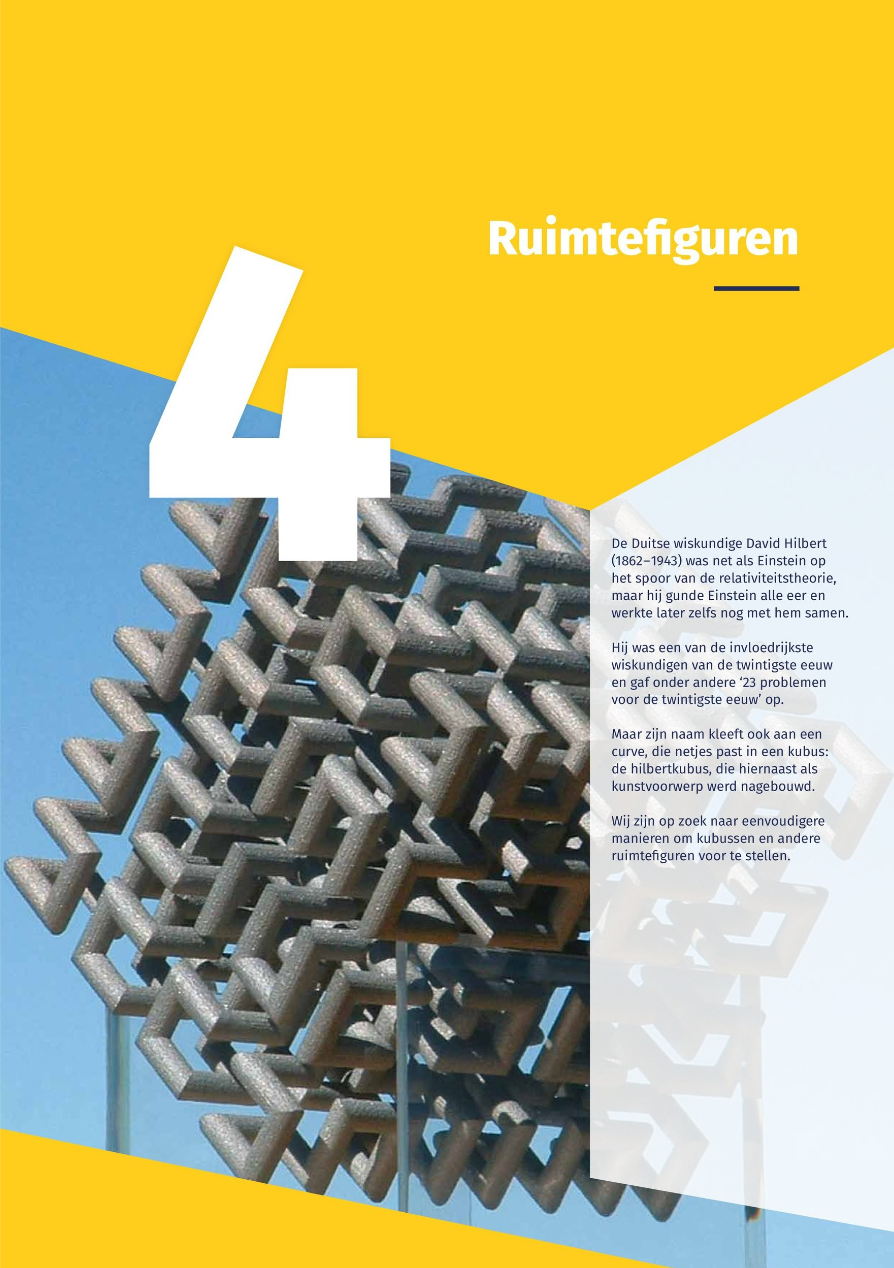 Ruimtefiguren
4
De Duitse wiskundige David Hilbert
(1862–1943) was net als Einstein op
het spoor van de relativiteitstheorie,
maar hij gunde Einstein alle eer en
werkte later zelfs nog met hem samen.
Hij was een van de invloedrijkste
wiskundigen van de twintigste eeuw
en gaf onder andere ‘23 problemen
voor de twintigste eeuw’ op.
Maar zijn naam kleeft ook aan een
curve, die netjes past in een kubus:
de hilbertkubus, die hiernaast als
kunstvoorwerp werd nagebouwd.
Wij zijn op zoek naar eenvoudigere
manieren om kubussen en andere
ruimtefiguren voor te stellen.